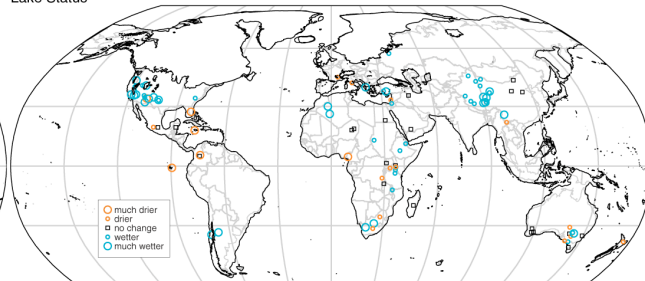 Lake Status
much drier
drier
no change
wetter
much wetter